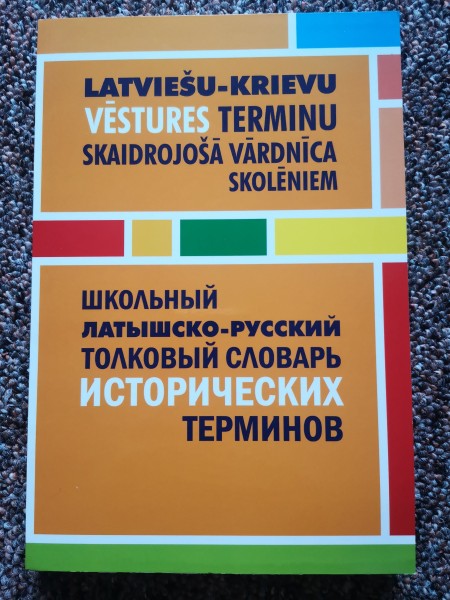 LATVIEŠU-KRIEVU
VĒSTURES TERMINU
SKAIDROJOŠĀ VĀRDNĪCA
SKOLĒNIEM
ШКОЛЬНЫЙ
ЛАТЫШСКО-РУССКИЙ
ТОЛКОВЫЙ СЛОВАРЬ
ИСТОРИЧЕСКИХ
ТЕРМИНОВ